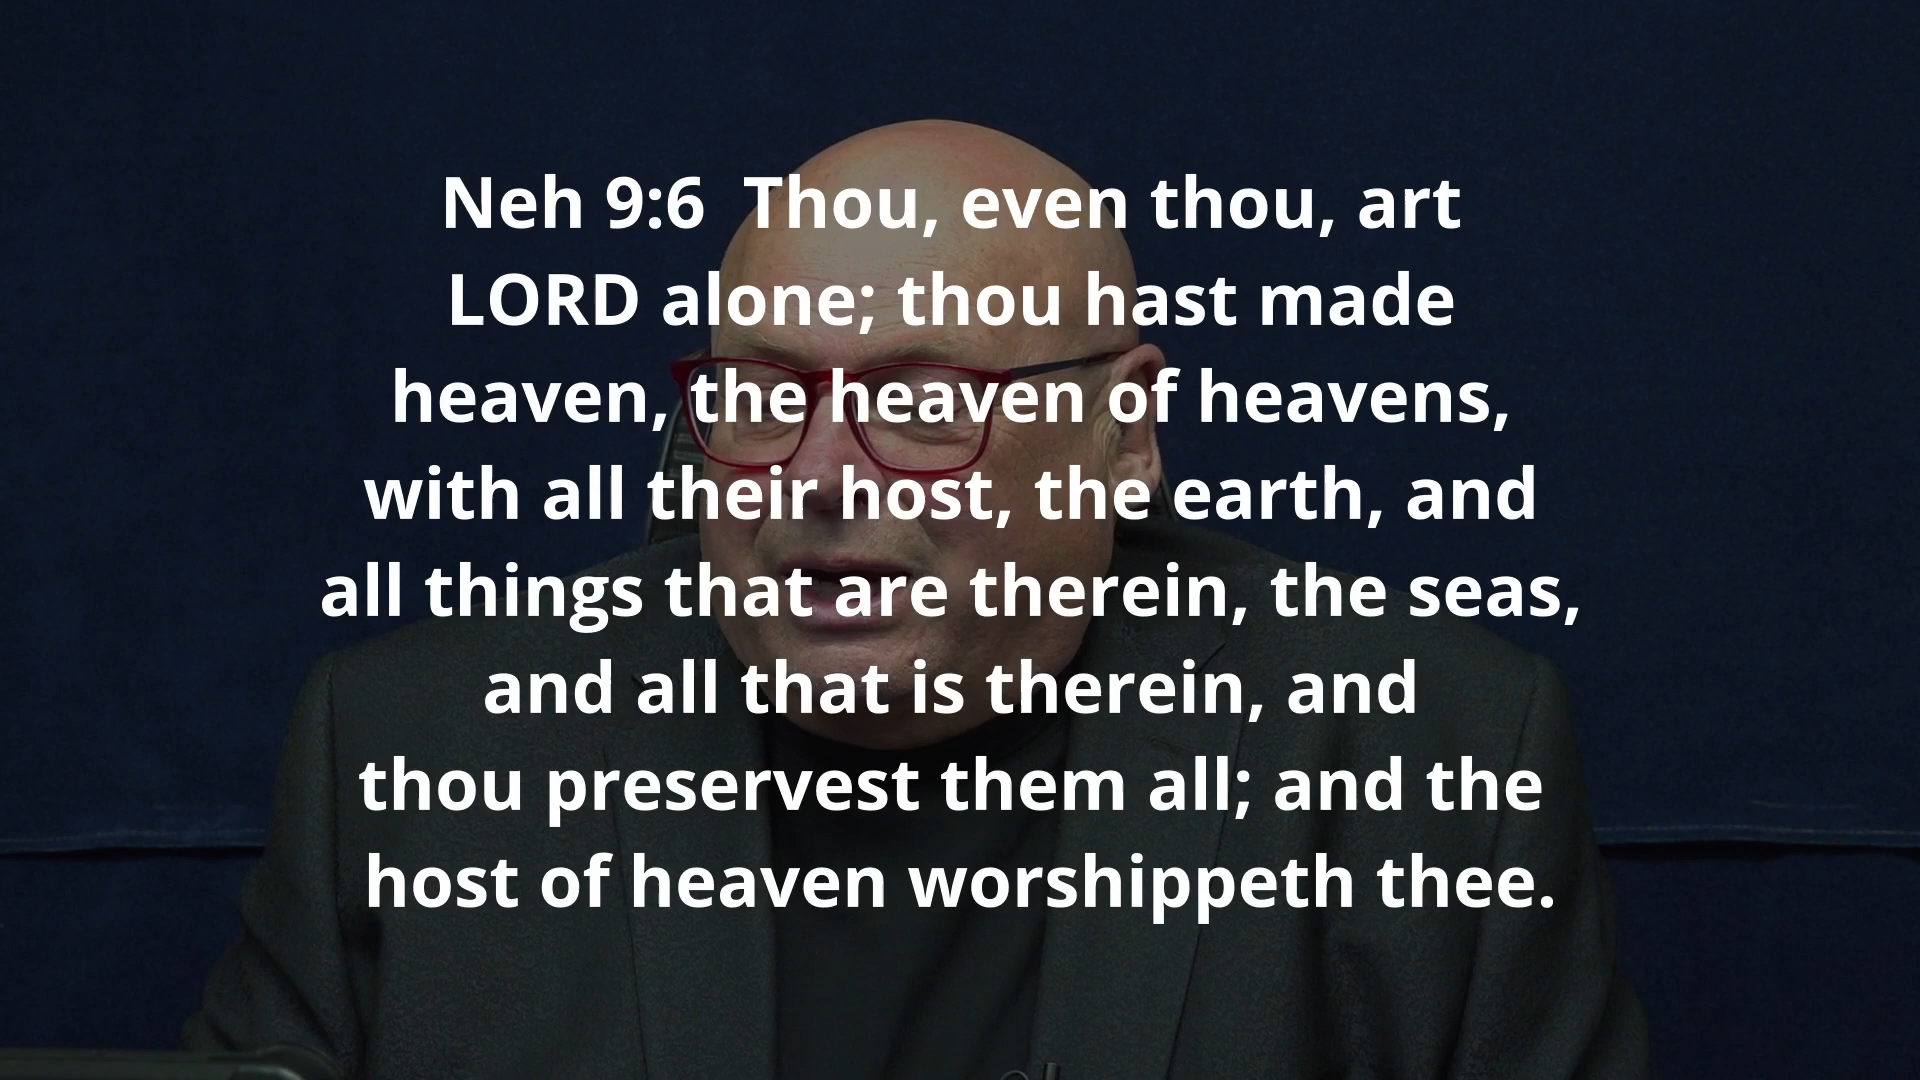 Neh 9:6  Thou, even thou, art
LORD alone; thou hast made
heaven, the heaven of heavens,
with all their host, the earth, and
all things that are therein, the seas,
and all that is therein, and
thou preservest them all; and the
host of heaven worshippeth thee.